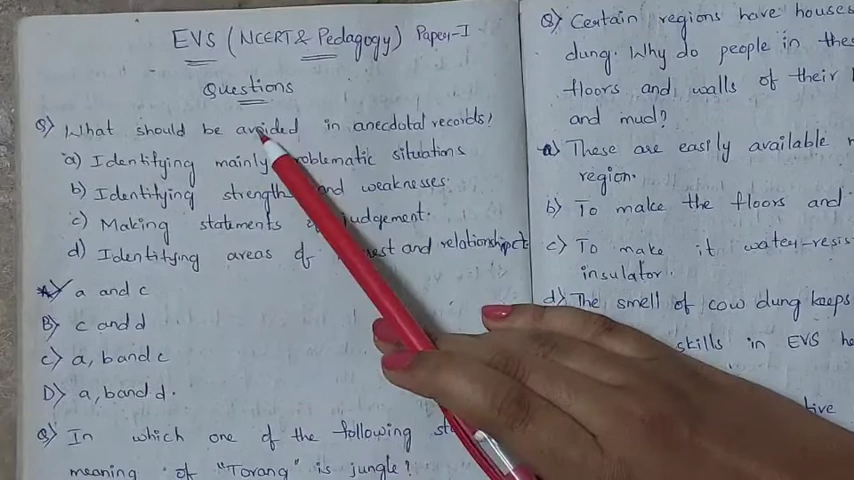 EVS (NCERT & Pedagogy) Paper-I
Questions
Q) What should be avoided in anecdotal records?
a) Identifying mainly problematic situations
b) Identifying strength and weaknesses.
c) Making statements of judgement.
d) Identifying areas of and relationship
A) a and c
B) c and d
C) a, b and c
D) a, b and d.
Q) In which one of the following
meaning of "Torang" is jungle?
Q) Certain regions have houses
dung. Why do people in
floors and walls of their
and mud?
a) These are easily available
region.
b) To make the floors and
c) To make it water-
insulator.
d) The smell of cow dung keeps
skills in EVS